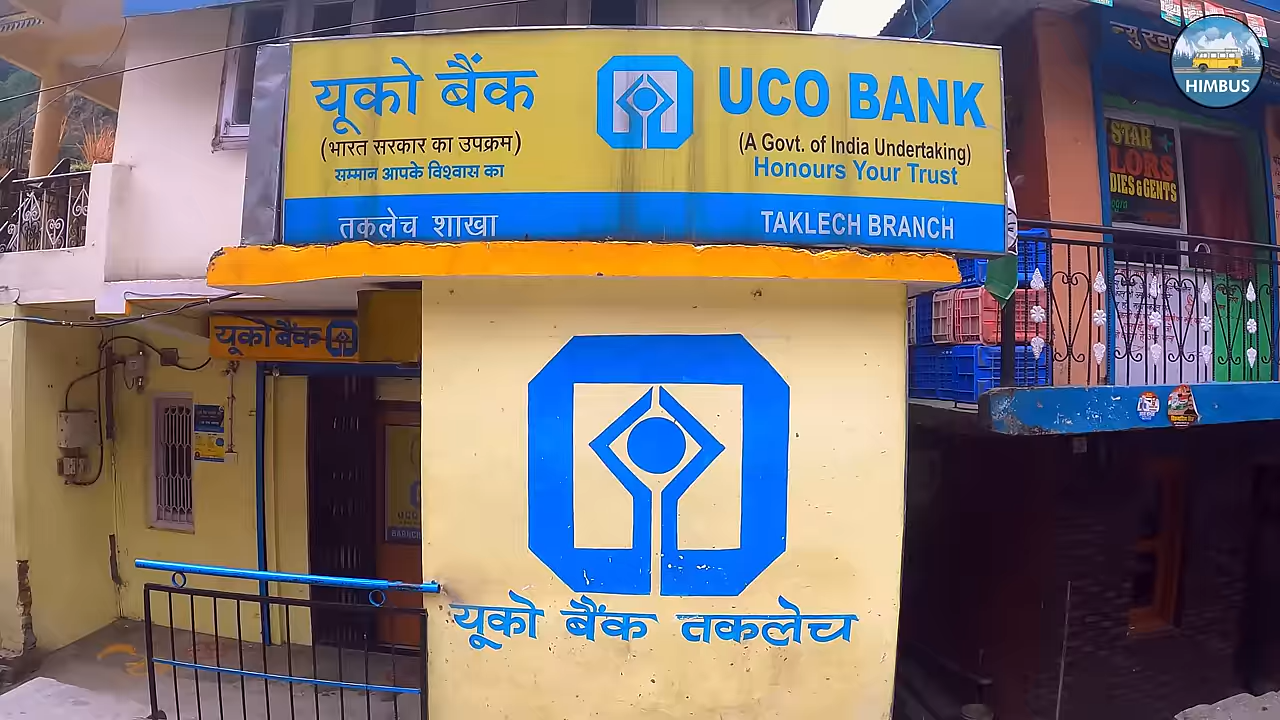 यूको बैंक
(भारत सरकार का उपक्रम)
सम्मान आपके विश्वास का
तकलेच शाखा
UCO BANK
(A Govt. of India Undertaking)
Honours Your Trust
TAKLECH BRANCH
HIMBUS
STAR
LORS
DIES & GENTS
यूको बैंक
यूको बैंक तकलेच